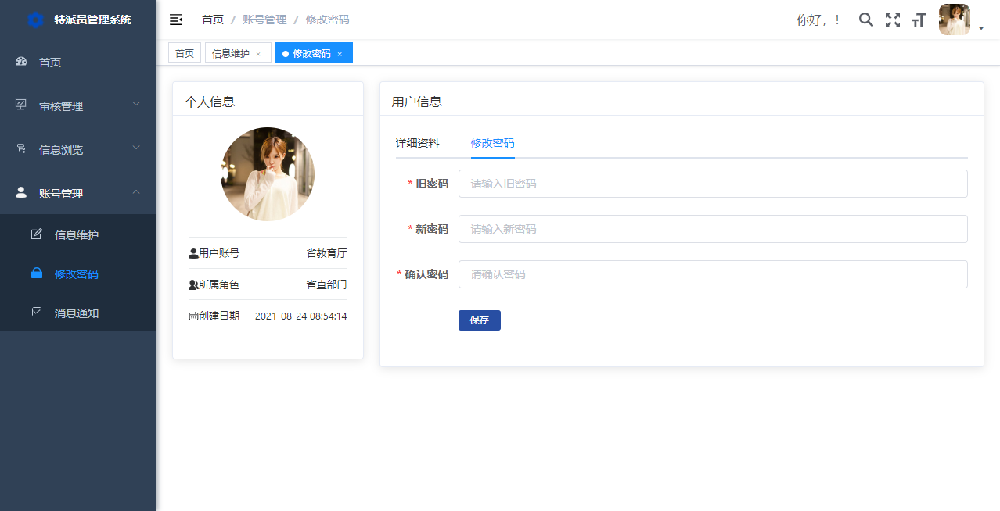 特派员管理系统
首页 / 账号管理 / 修改密码
你好，！
首页
信息维护 ×
修改密码 ×
首页
审核管理
信息浏览
账号管理
信息维护
修改密码
消息通知
个人信息
用户账号 省教育厅
所属角色 省直部门
创建日期 2021-08-24 08:54:14
用户信息
详细资料 修改密码
* 旧密码 请输入旧密码
* 新密码 请输入新密码
* 确认密码 请确认密码
保存